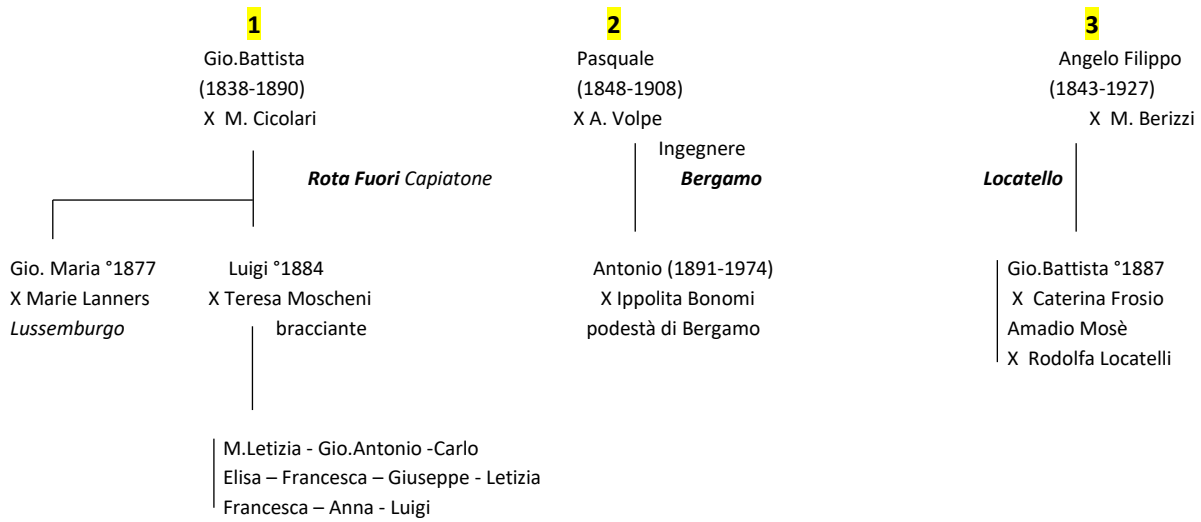 1 2 3
Gio.Battista Pasquale Angelo Filippo
(1838-1890) (1848-1908) (1843-1927)
X M. Cicolari X A. Volpe X M. Berizzi
Ingegnere
Rota Fuori Capiatone Bergamo Locatello
Gio. Maria °1877 Luigi °1884 Antonio (1891-1974) Gio.Battista °1887
X Marie Lanners X Teresa Moscheni X Ippolita Bonomi X Caterina Frosio
Lussemburgo bracciante podestà di Bergamo Amadio Mosè
X Rodolfa Locatelli
M.Letizia - Gio.Antonio -Carlo
Elisa – Francesca – Giuseppe - Letizia
Francesca – Anna - Luigi